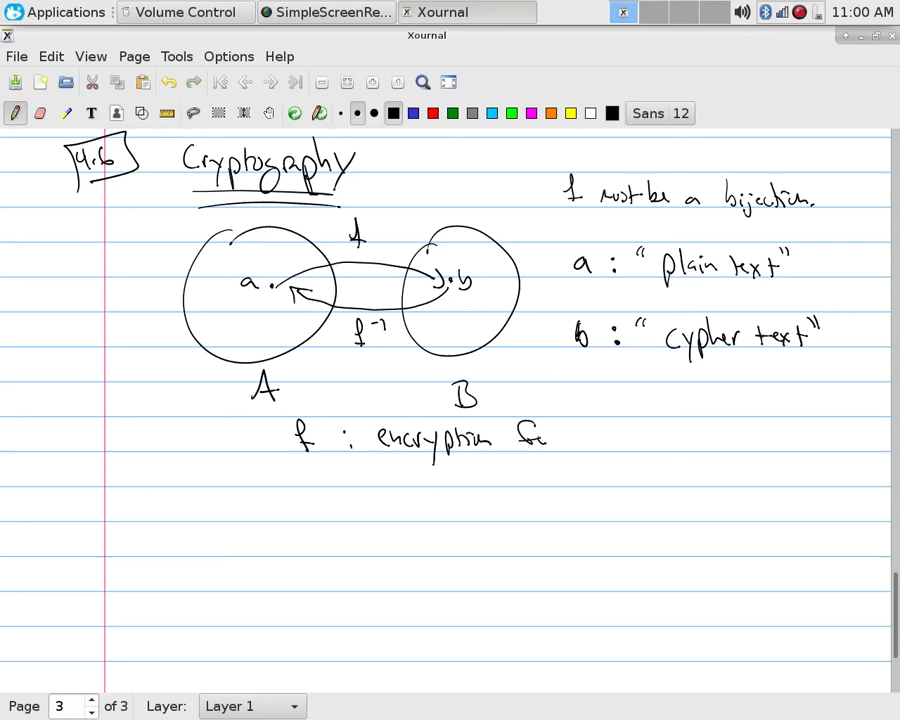 Applications
Volume Control
SimpleScreenRe...
Xournal
11:00 AM
Xournal
File Edit View Page Tools Options Help
Sans 12
4.6
Cryptography
f must be a bijection.
f
a : "plain text"
a
b
f⁻¹
b : "cypher text"
A
B
f : encryption
Page 3 of 3 Layer: Layer 1